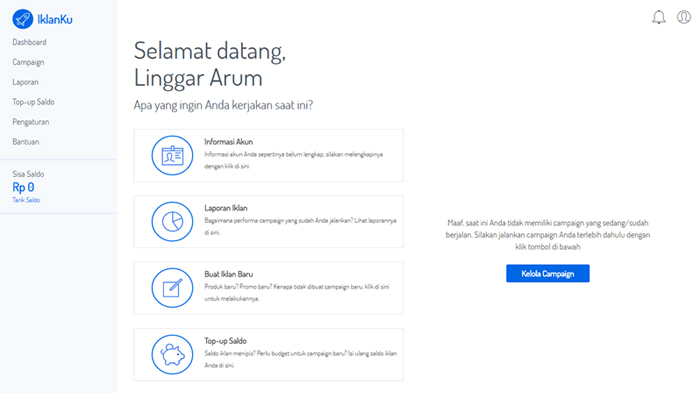 IklanKu
Dashboard
Campaign
Laporan
Top-up Saldo
Pengaturan
Bantuan
Sisa Saldo
Rp 0
Tarik Saldo
Selamat datang,
Linggar Arum
Apa yang ingin Anda kerjakan saat ini?
Informasi Akun
Informasi akun Anda sepertinya belum lengkap, silakan melengkapinya
dengan klik di sini
Laporan Iklan
Bagaimana performa campaign yang sudah Anda jalankan? Lihat laporannya
di sini.
Buat Iklan Baru
Produk baru? Promo baru? Kenapa tidak dibuat campaign baru, klik di sini
untuk melakukannya.
Top-up Saldo
Saldo iklan menipis? Perlu budget untuk campaign baru? Isi ulang saldo iklan
Anda di sini.
Maaf, saat ini Anda tidak memiliki campaign yang sedang/sudah
berjalan. Silakan jalankan campaign Anda terlebih dahulu dengan
klik tombol di bawah
Kelola Campaign